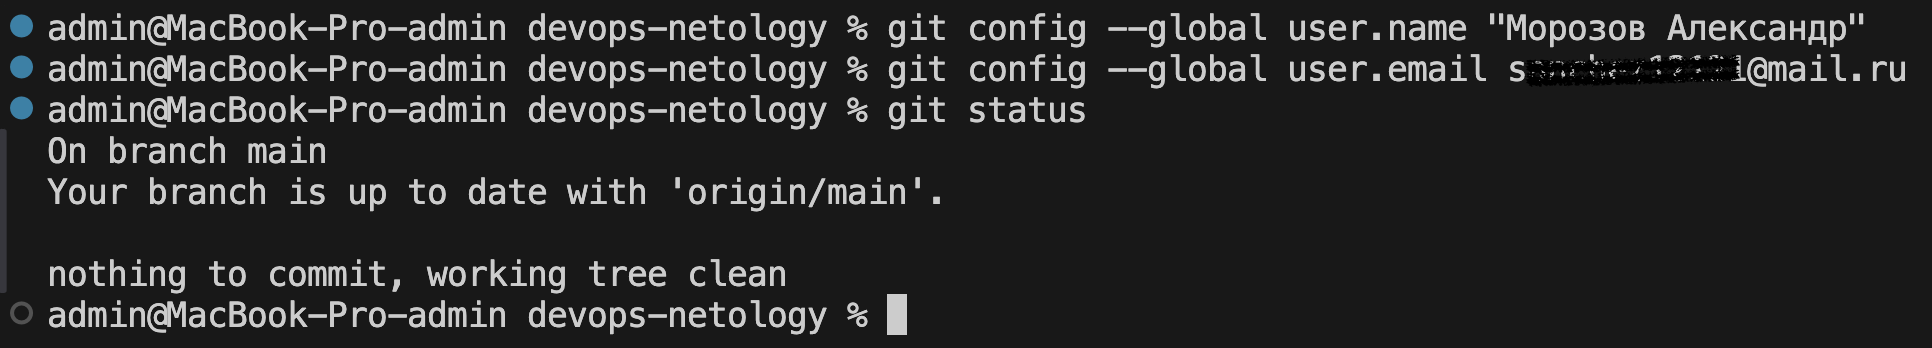 admin@MacBook-Pro-admin devops-netology % git config --global user.name "Морозов Александр"
admin@MacBook-Pro-admin devops-netology % git config --global user.email @mail.ru
admin@MacBook-Pro-admin devops-netology % git status
On branch main
Your branch is up to date with 'origin/main'.
nothing to commit, working tree clean
admin@MacBook-Pro-admin devops-netology %